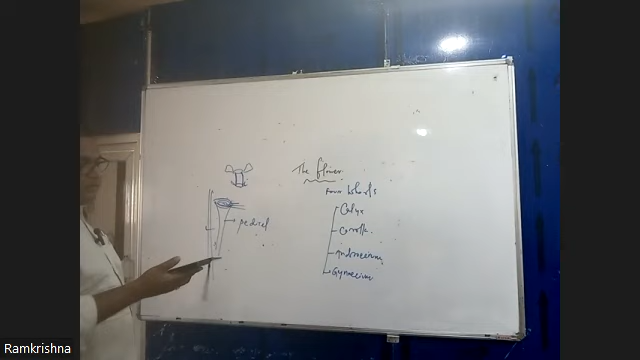 The flower
Four whorls
Calyx
Corolla
pedicel
Androecium
Gynoecium
Ramkrishna